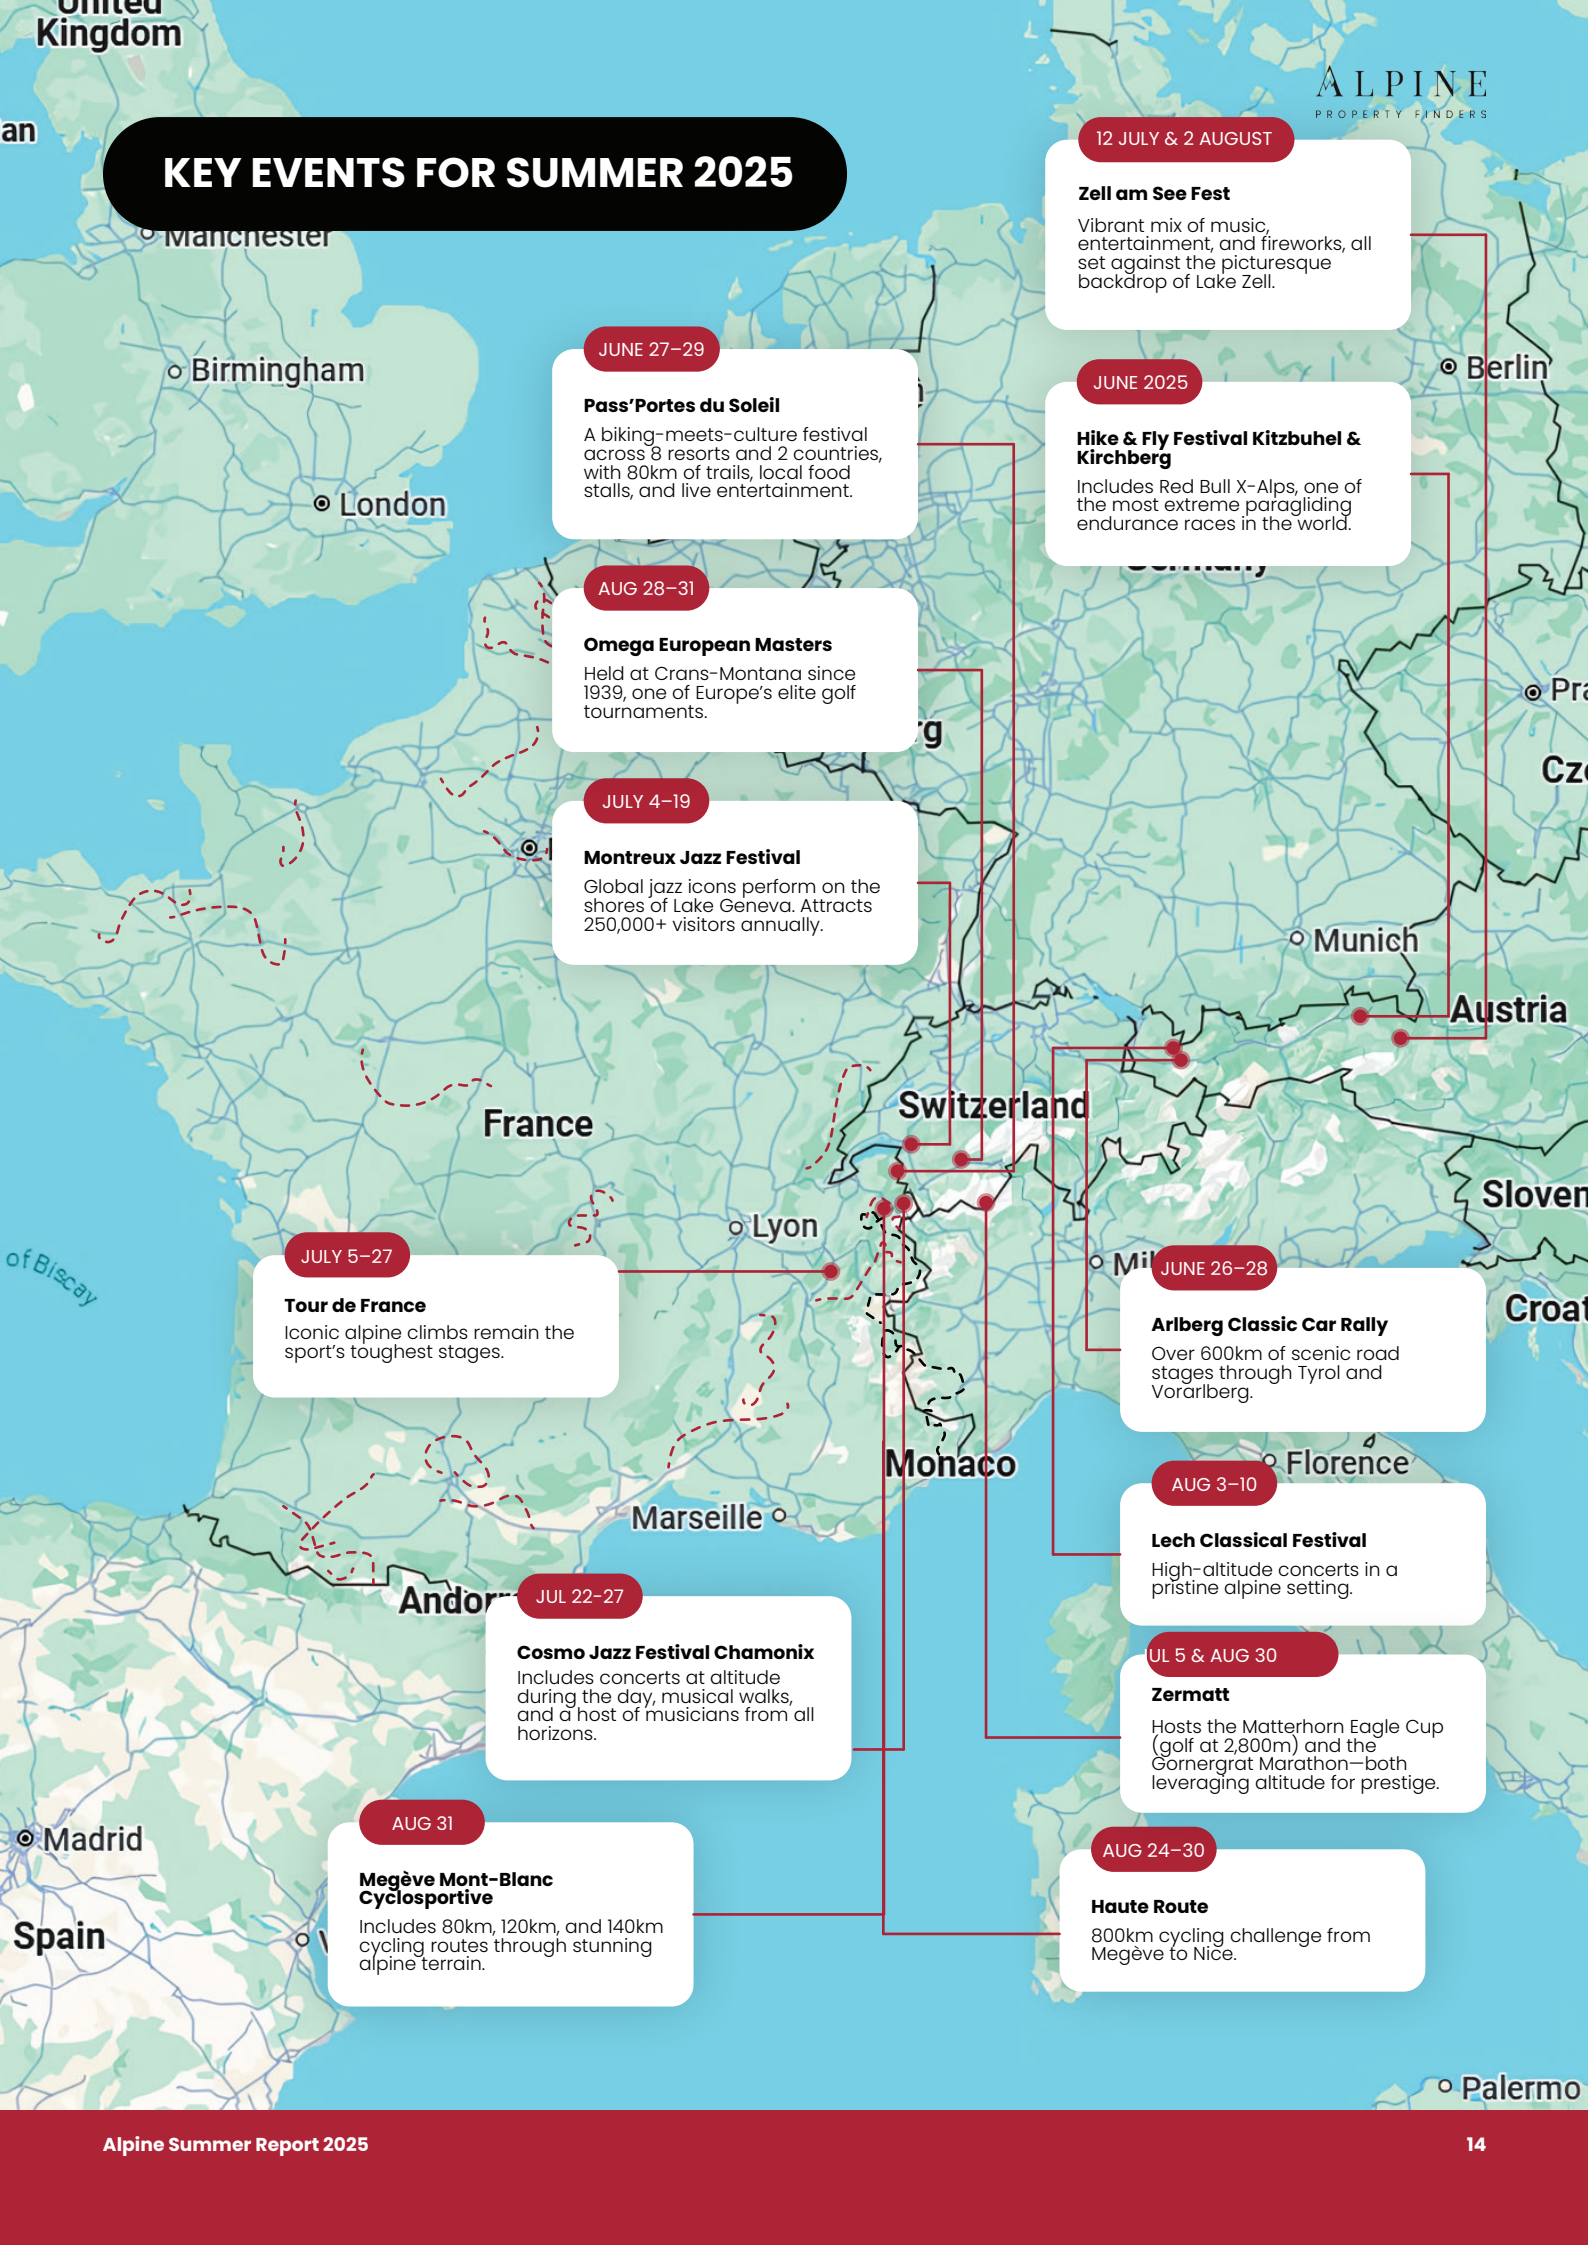 United
Kingdom
an
ALPINE
PROPERTY FINDERS
KEY EVENTS FOR SUMMER 2025
Manchester
Birmingham
London
12 JULY & 2 AUGUST
Zell am See Fest
Vibrant mix of music,
entertainment, and fireworks, all
set against the picturesque
backdrop of Lake Zell.
JUNE 27–29
Pass’Portes du Soleil
A biking-meets-culture festival
across 8 resorts and 2 countries,
with 80km of trails, local food
stalls, and live entertainment.
Berlin
JUNE 2025
Hike & Fly Festival Kitzbuhel &
Kirchberg
Includes Red Bull X-Alps, one of
the most extreme paragliding
endurance races in the world.
Germany
AUG 28–31
Omega European Masters
Held at Crans-Montana since
1939, one of Europe’s elite golf
tournaments.
rg
Pra
Cze
JULY 4–19
Montreux Jazz Festival
Global jazz icons perform on the
shores of Lake Geneva. Attracts
250,000+ visitors annually.
Munich
Austria
Switzerland
France
Lyon
Sloven
of Biscay
Mil
Croat
JULY 5–27
Tour de France
Iconic alpine climbs remain the
sport’s toughest stages.
JUNE 26–28
Arlberg Classic Car Rally
Over 600km of scenic road
stages through Tyrol and
Vorarlberg.
Monaco
Florence
Marseille
Andorr
AUG 3–10
Lech Classical Festival
High-altitude concerts in a
pristine alpine setting.
JUL 22-27
Cosmo Jazz Festival Chamonix
Includes concerts at altitude
during the day, musical walks,
and a host of musicians from all
horizons.
UL 5 & AUG 30
Zermatt
Hosts the Matterhorn Eagle Cup
(golf at 2,800m) and the
Gornergrat Marathon—both
leveraging altitude for prestige.
Madrid
Spain
AUG 31
Megève Mont-Blanc
Cyclosportive
Includes 80km, 120km, and 140km
cycling routes through stunning
alpine terrain.
AUG 24–30
Haute Route
800km cycling challenge from
Megève to Nice.
Palermo
Alpine Summer Report 2025
14